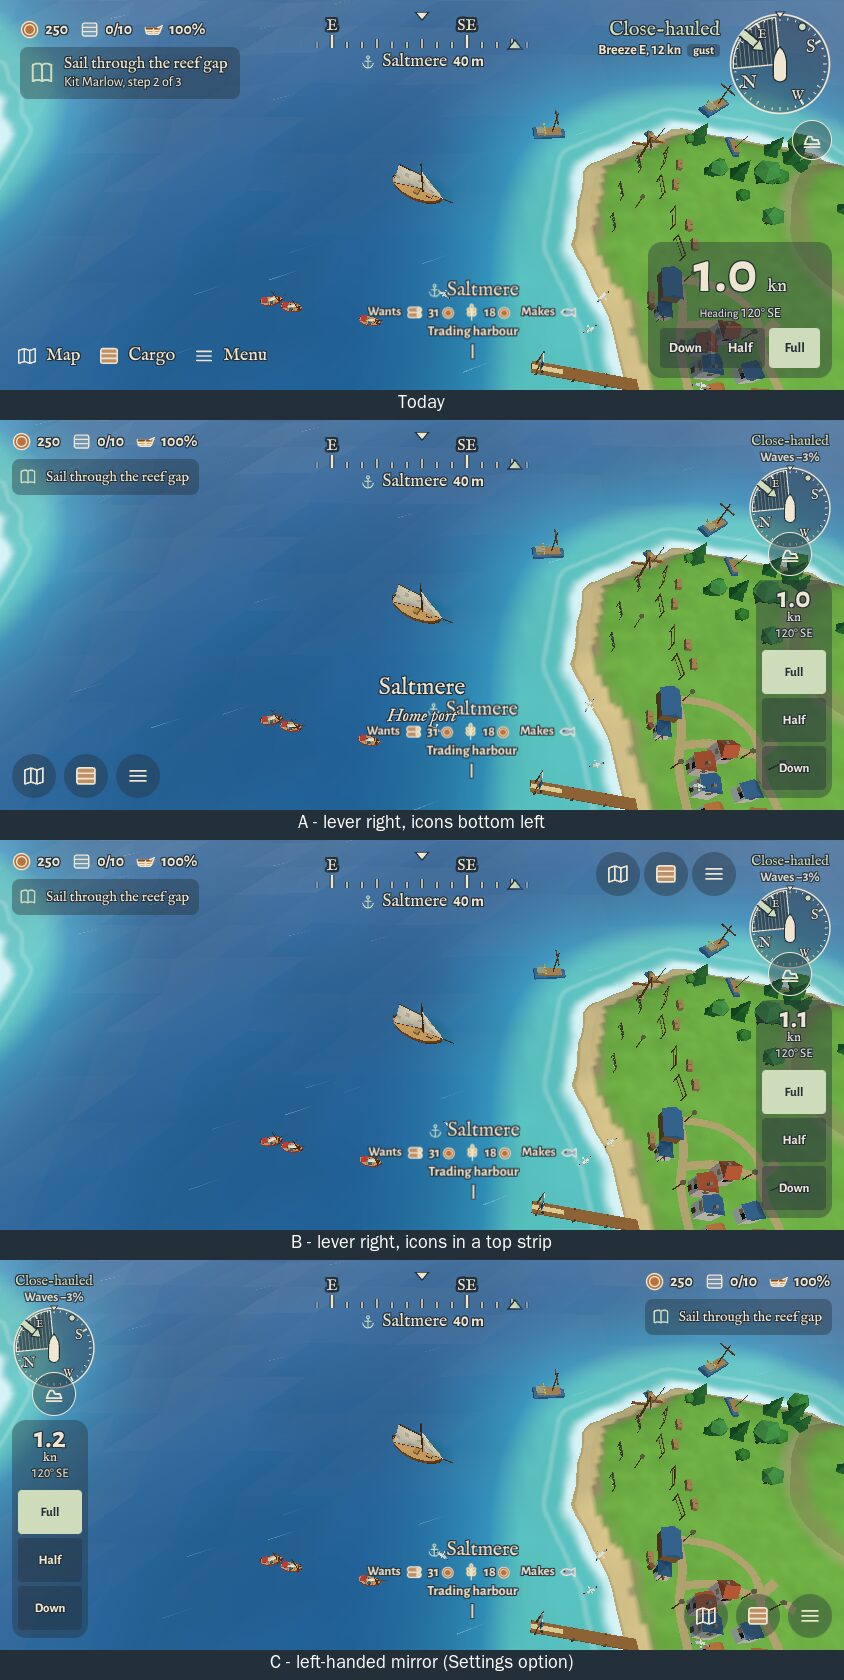 250 0/10 100%
E SE
Saltmere 40 m
Close-hauled
Breeze E, 12 kn gust
E S N W
Sail through the reef gap
Kit Marlow, step 2 of 3
1.0 kn
Heading 120° SE
Down Half Full
Saltmere
Wants 31 18 Makes
Trading harbour
Map Cargo Menu
Today
250 0/10 100%
E SE
Saltmere 40 m
Close-hauled
Waves –3%
E S N W
Sail through the reef gap
1.0
kn
120° SE
Full
Half
Down
Saltmere
Home port
Saltmere
Wants 31 18 Makes
Trading harbour
A - lever right, icons bottom left
250 0/10 100%
E SE
Saltmere 40 m
Close-hauled
Waves –3%
E S N W
Sail through the reef gap
1.1
kn
120° SE
Full
Half
Down
Saltmere
Wants 31 18 Makes
Trading harbour
B - lever right, icons in a top strip
Close-hauled
Waves –3%
E S N W
E SE
Saltmere 40 m
250 0/10 100%
Sail through the reef gap
1.2
kn
120° SE
Full
Half
Down
Saltmere
Wants 31 18 Makes
Trading harbour
C - left-handed mirror (Settings option)